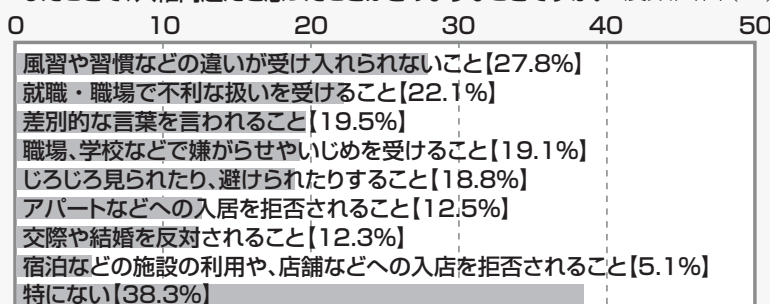 0 10 20 30 40 50
風習や習慣などの違いが受け入れられないこと【27.8%】
就職・職場で不利な扱いを受けること【22.1%】
差別的な言葉を言われること【19.5%】
職場、学校などで嫌がらせやいじめを受けること【19.1%】
じろじろ見られたり、避けられたりすること【18.8%】
アパートなどへの入居を拒否されること【12.5%】
交際や結婚を反対されること【12.3%】
宿泊などの施設の利用や、店舗などへの入店を拒否されること【5.1%】
特にない【38.3%】